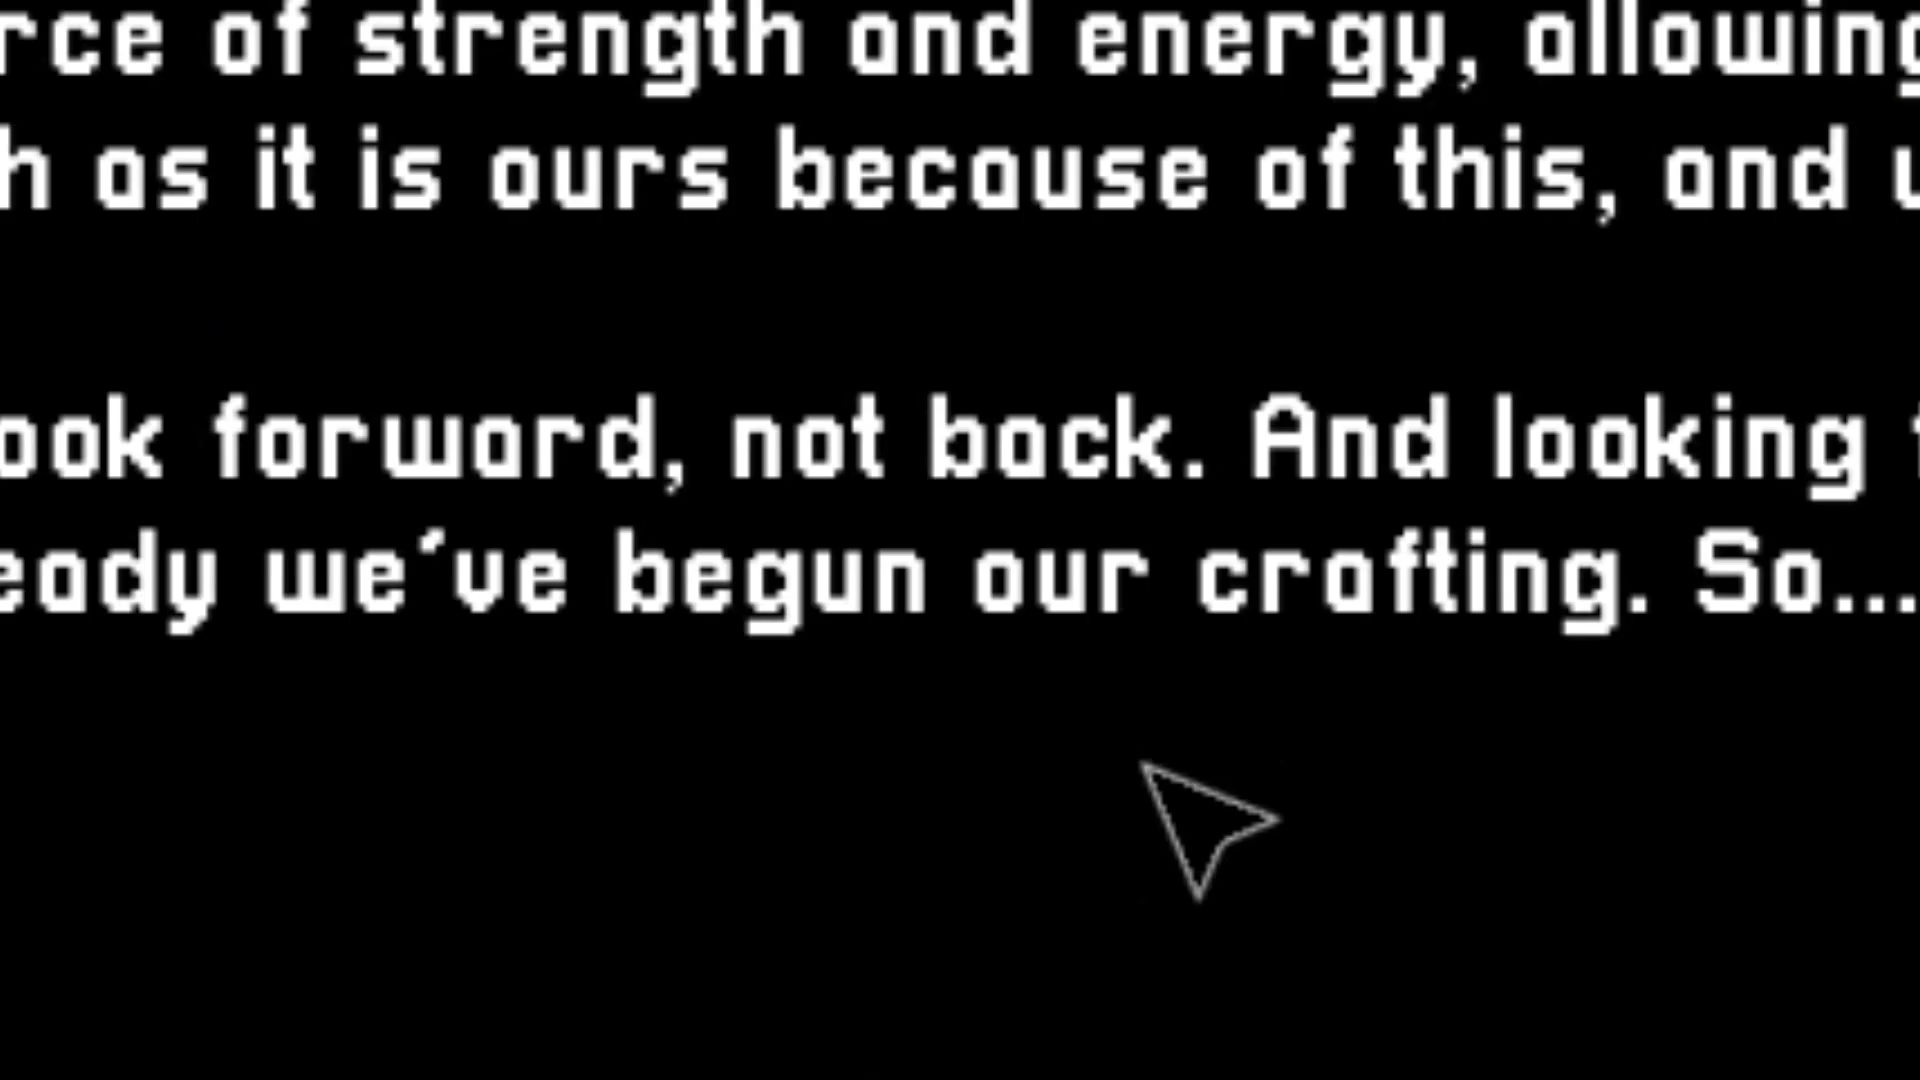 rce of strength and energy, allowing
h as it is ours because of this, and
ook forward, not back. And looking
eady we've begun our crafting. So...